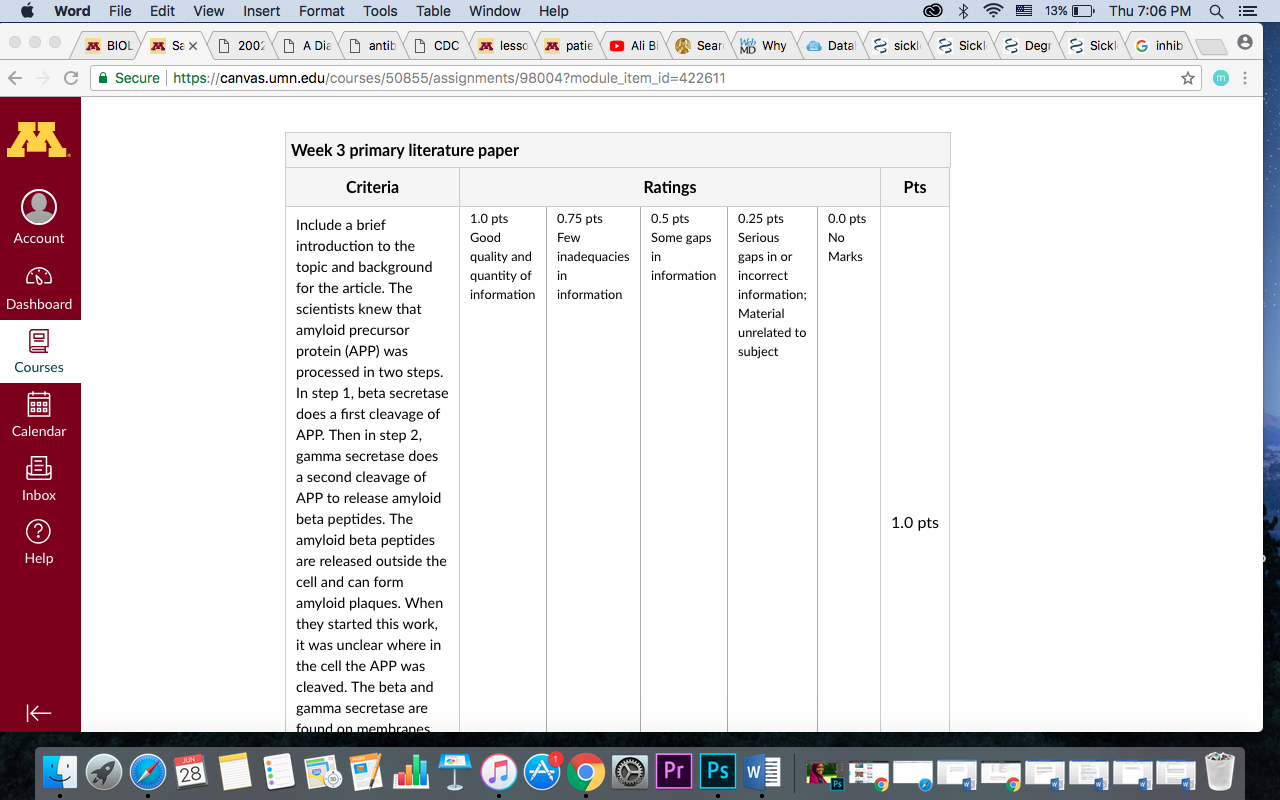 Word File Edit View Insert Format Tools Table Window Help 13% Thu 7:06 PM
BIOL Sa 2002 A Dia antib CDC lesso patie Ali Bi Sear Web MD Why Datal sickl Sickl Degr Sickl inhib
Secure https://canvas.umn.edu/courses/50855/assignments/98004?module_item_id=422611 m
M
Account
Dashboard
Courses
Calendar
Inbox
Help
Week 3 primary literature paper
Criteria Ratings Pts
Include a brief
introduction to the
topic and background
for the article. The
scientists knew that
amyloid precursor
protein (APP) was
processed in two steps.
In step 1, beta secretase
does a first cleavage of
APP. Then in step 2,
gamma secretase does
a second cleavage of
APP to release amyloid
beta peptides. The
amyloid beta peptides
are released outside the
cell and can form
amyloid plaques. When
they started this work,
it was unclear where in
the cell the APP was
cleaved. The beta and
gamma secretase are
found on membranes
1.0 pts
Good
quality and
quantity of
information
0.75 pts
Few
inadequacies
in
information
0.5 pts
Some gaps
in
information
0.25 pts
Serious
gaps in or
incorrect
information;
Material
unrelated to
subject
0.0 pts
No
Marks
1.0 pts
JUN
28
1
Pr
Ps
W